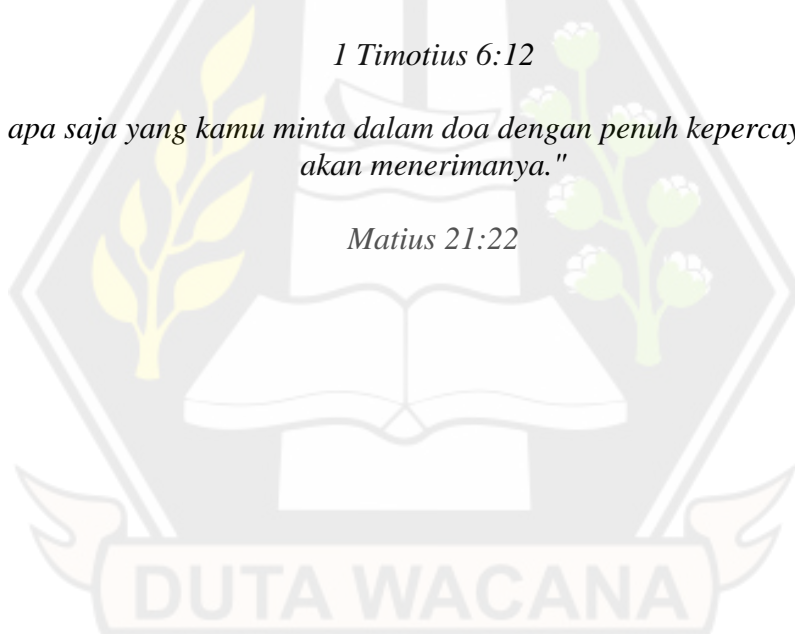 1 Timotius 6:12
apa saja yang kamu minta dalam doa dengan penuh kepercay
akan menerimanya."
Matius 21:22
DUTA WACANA